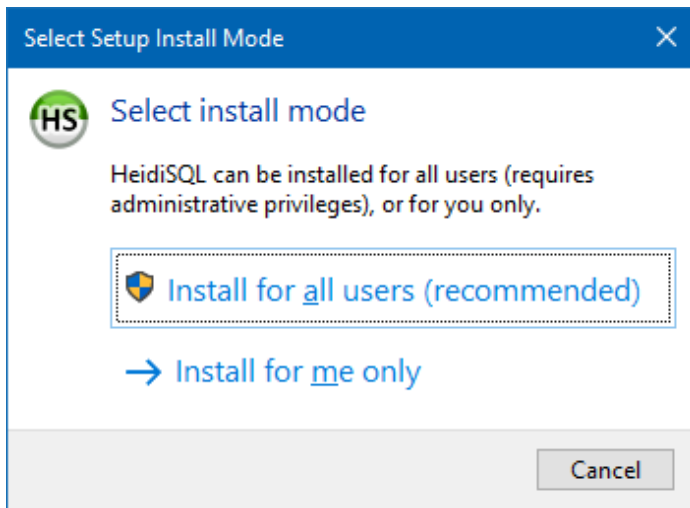 Select Setup Install Mode
HS
Select install mode
HeidiSQL can be installed for all users (requires
administrative privileges), or for you only.
Install for all users (recommended)
Install for me only
Cancel